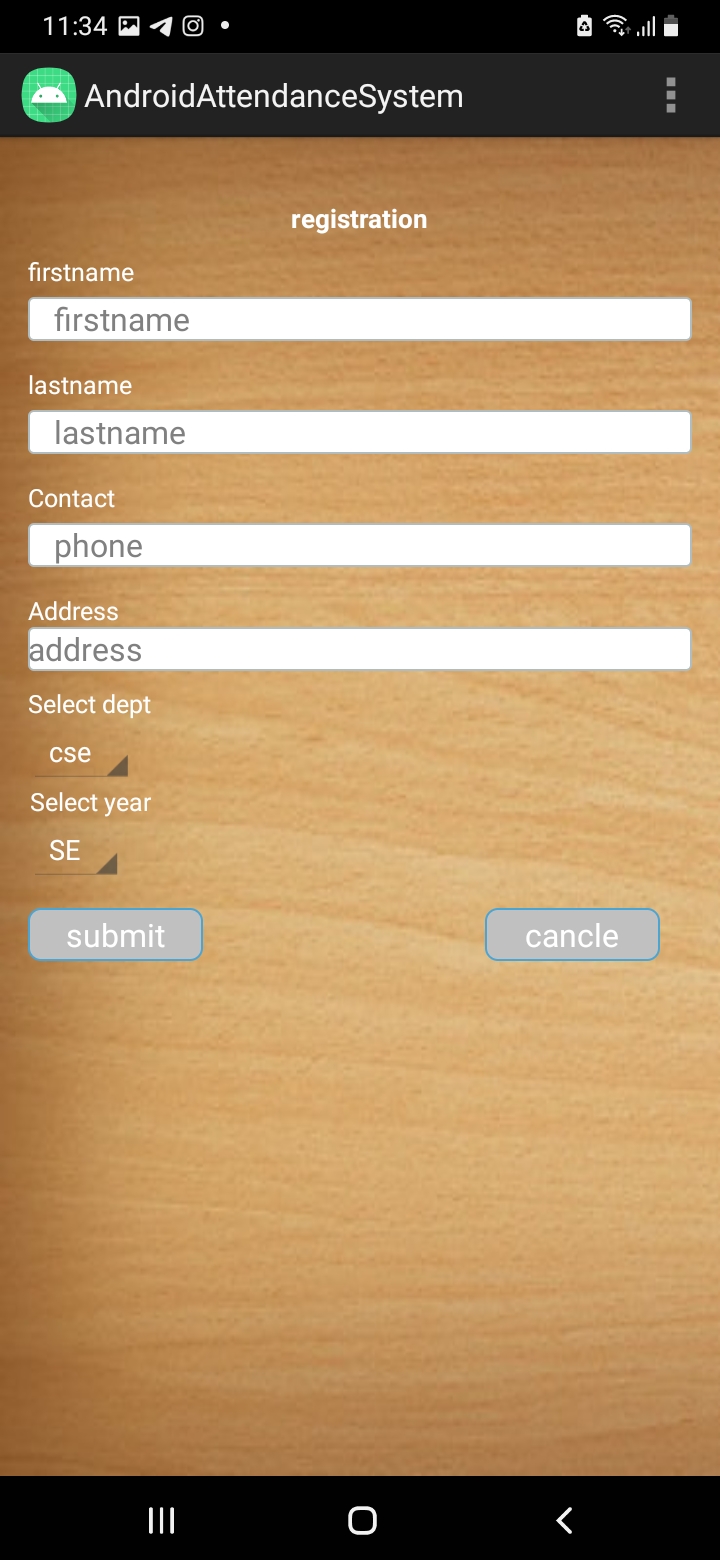 11:34
AndroidAttendanceSystem
registration
firstname
firstname
lastname
lastname
Contact
phone
Address
address
Select dept
cse
Select year
SE
submit cancle